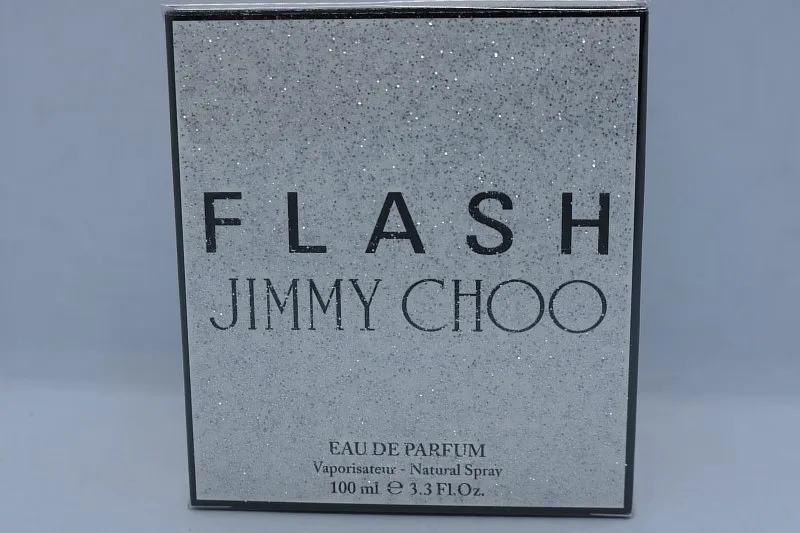 FLASH
JIMMY CHOO
EAU DE PARFUM
Vaporisateur - Natural Spray
100 ml ℮ 3.3 Fl.Oz.